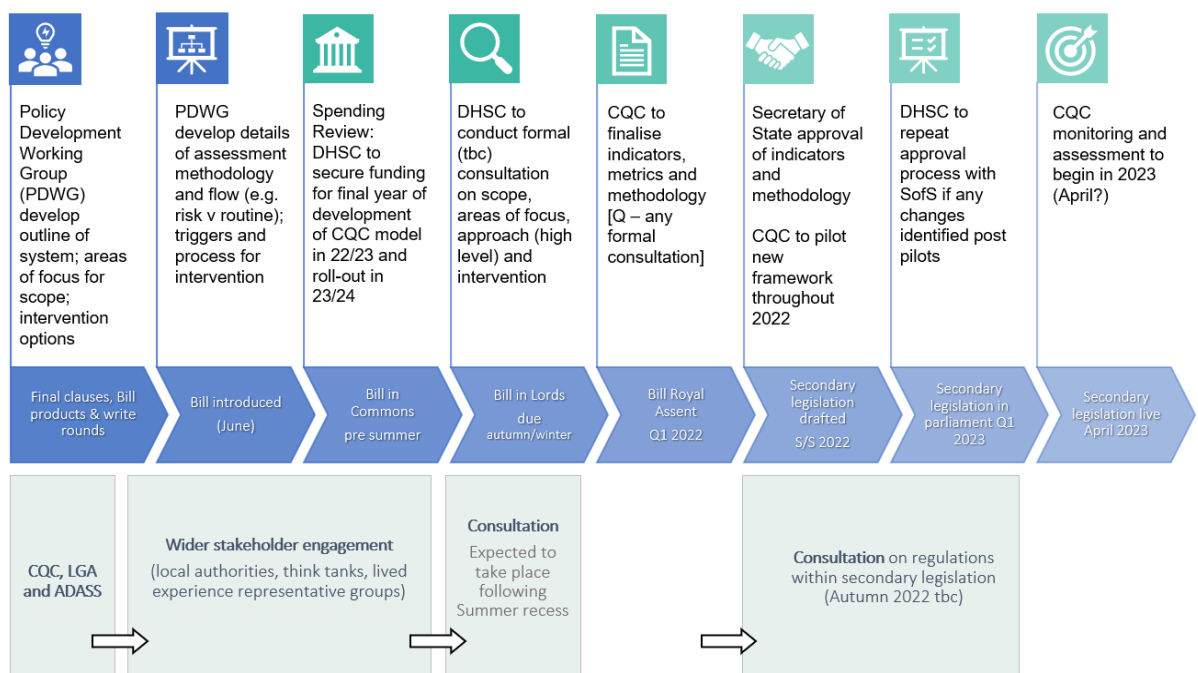 Policy
Development
Working
Group
(PDWG)
develop
outline of
system; areas
of focus for
scope;
intervention
options
PDWG
develop details
of assessment
methodology
and flow (e.g.
risk v routine);
triggers and
process for
intervention
Spending
Review:
DHSC to
secure funding
for final year of
development
of CQC model
in 22/23 and
roll-out in
23/24
DHSC to
conduct formal
(tbc)
consultation
on scope,
areas of focus,
approach (high
level) and
intervention
CQC to
finalise
indicators,
metrics and
methodology
[Q – any
formal
consultation]
Secretary of
State approval
of indicators
and
methodology
CQC to pilot
new
framework
throughout
2022
DHSC to
repeat
approval
process with
SofS if any
changes
identified post
pilots
CQC
monitoring and
assessment to
begin in 2023
(April?)
Final clauses, Bill
products & write
rounds
Bill introduced
(June)
Bill in
Commons
pre summer
Bill in Lords
due
autumn/winter
Bill Royal
Assent
Q1 2022
Secondary
legislation
drafted
S/S 2022
Secondary
legislation in
parliament Q1
2023
Secondary
legislation live
April 2023
CQC, LGA
and ADASS
Wider stakeholder engagement
(local authorities, think tanks, lived
experience representative groups)
Consultation
Expected to
take place
following
Summer recess
Consultation on regulations
within secondary legislation
(Autumn 2022 tbc)